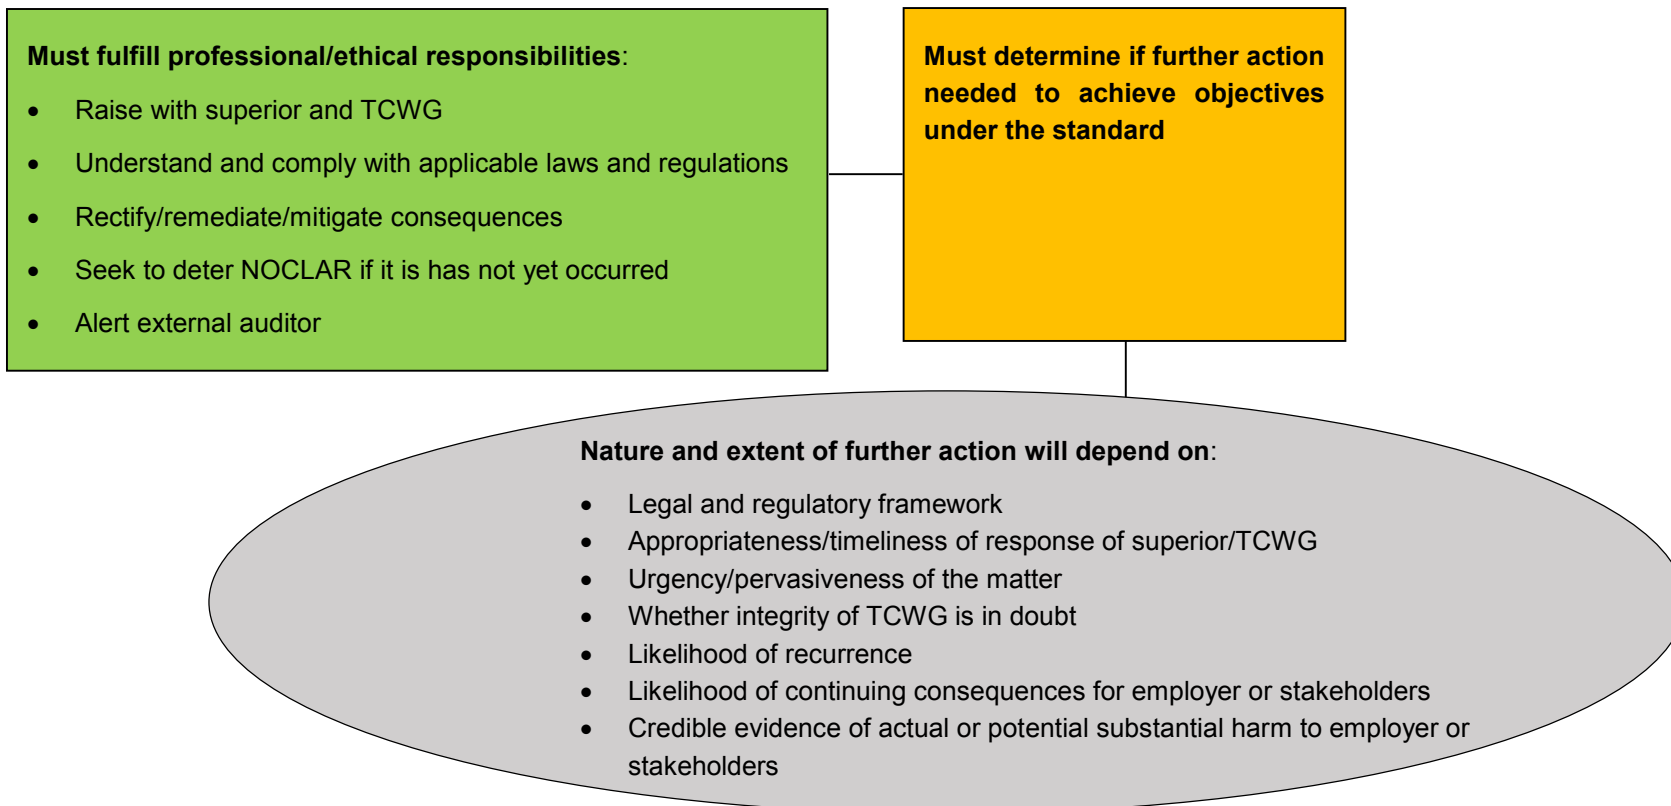 Must fulfill professional/ethical responsibilities:
• Raise with superior and TCWG
• Understand and comply with applicable laws and regulations
• Rectify/remediate/mitigate consequences
• Seek to deter NOCLAR if it is has not yet occurred
• Alert external auditor
Must determine if further action
needed to achieve objectives
under the standard
Nature and extent of further action will depend on:
• Legal and regulatory framework
• Appropriateness/timeliness of response of superior/TCWG
• Urgency/pervasiveness of the matter
• Whether integrity of TCWG is in doubt
• Likelihood of recurrence
• Likelihood of continuing consequences for employer or stakeholders
• Credible evidence of actual or potential substantial harm to employer or
stakeholders